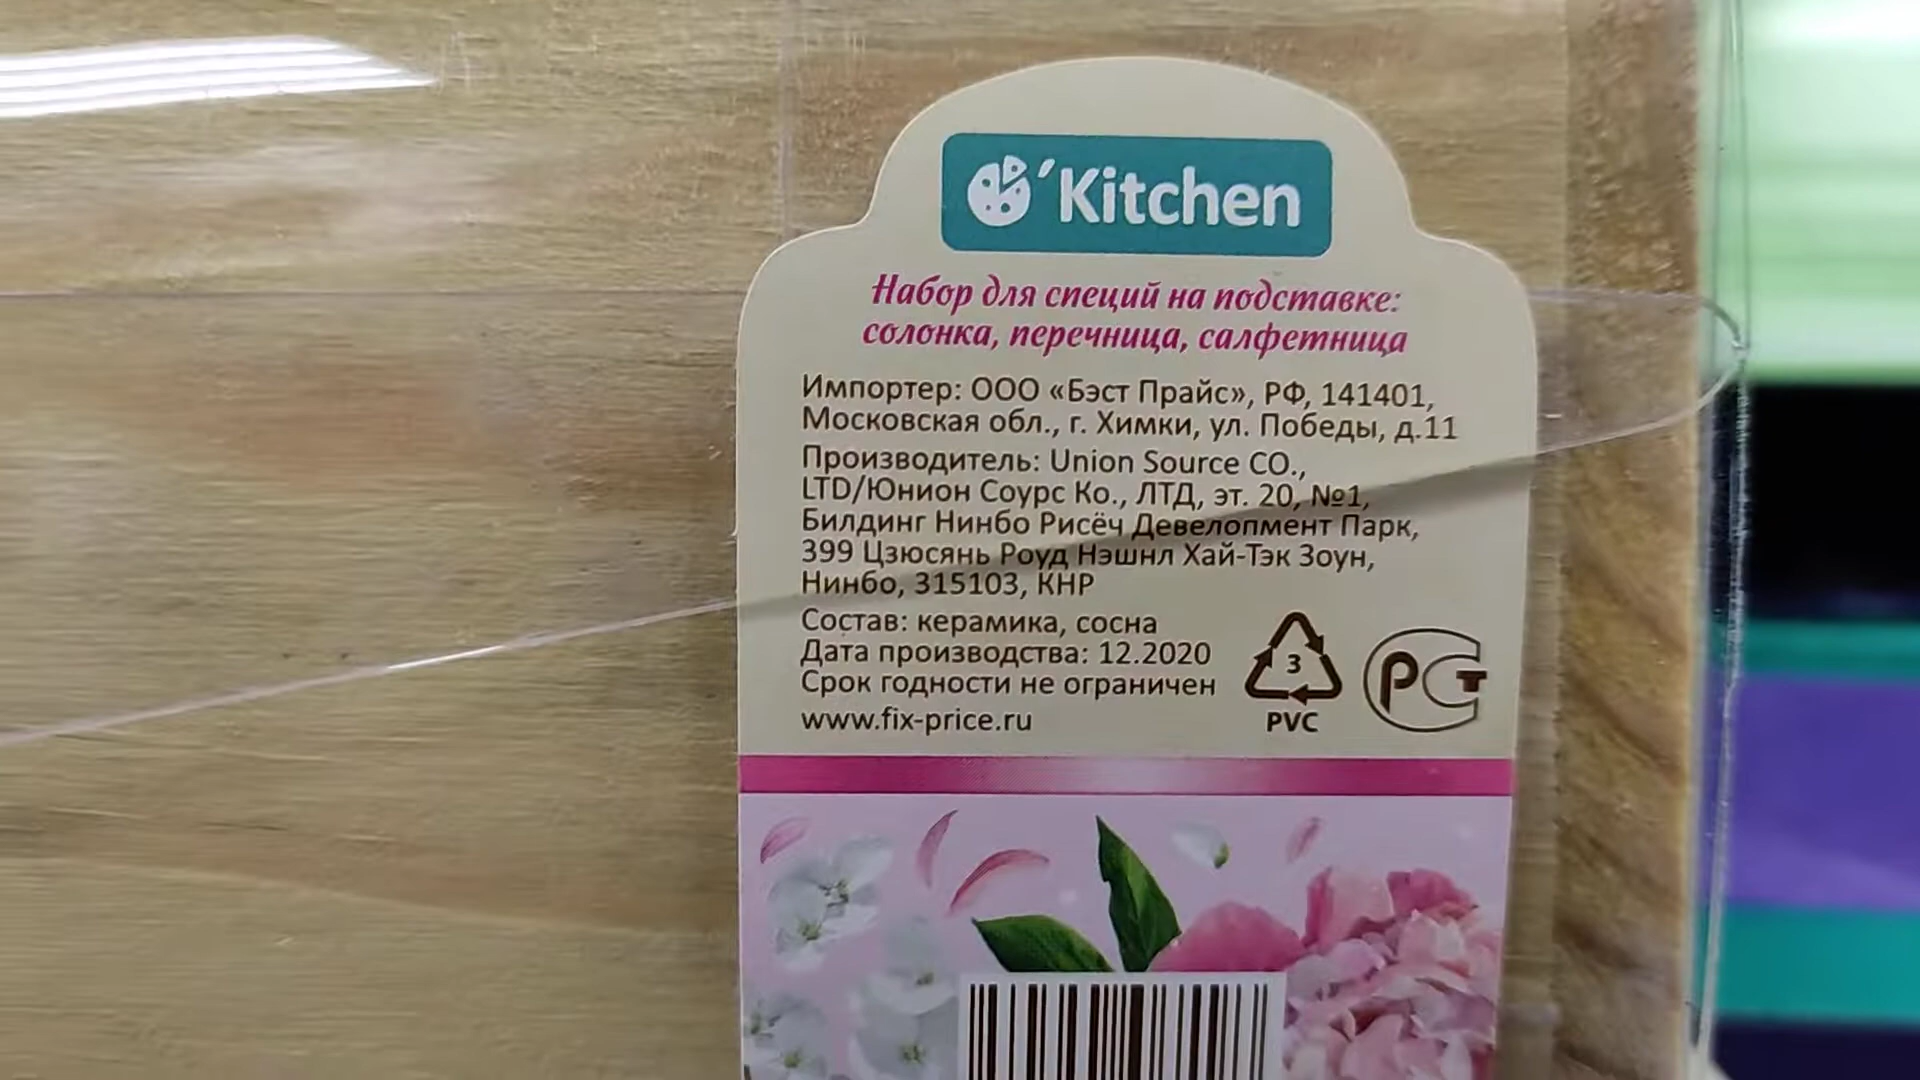 'Kitchen
Набор для специй на подставке:
солонка, перечница, салфетница
Импортер: ООО «Бэст Прайс», РФ, 141401,
Московская обл., г. Химки, ул. Победы, д.11
Производитель: Union Source CO.,
LTD/Юнион Соурс Ко., ЛТД, эт. 20, №1,
Билдинг Нинбо Рисёч Девелопмент Парк,
399 Цзюсянь Роуд Нэшнл Хай-Тэк Зоун,
Нинбо, 315103, КНР
Состав: керамика, сосна
Дата производства: 12.2020
Срок годности не ограничен
www.fix-price.ru
3
PVC
РСТ